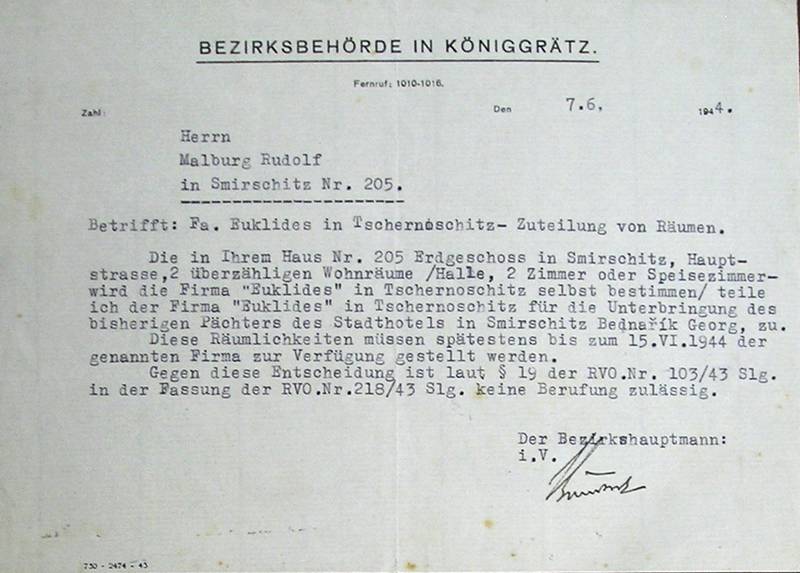 BEZIRKSBEHÖRDE IN KÖNIGGRÄTZ.
Fernruf: 1010-1016.
Zahl: Den 7.6, 1944.
Herrn
Malburg Rudolf
in Smirschitz Nr. 205.
Betrifft: Fa. Euklides in Tschernoschitz- Zuteilung von Räumen.
Die in Ihrem Haus Nr. 205 Erdgeschoss in Smirschitz, Haupt-
strasse,2 überzähligen Wohnräume /Halle, 2 Zimmer oder Speisezimmer-
wird die Firma "Euklides" in Tschernoschitz selbst bestimmen/ teile
ich der Firma "Euklides" in Tschernoschitz für die Unterbringung des
bisherigen Pächters des Stadthotels in Smirschitz Bednařík Georg, zu.
Diese Räumlichkeiten müssen spätestens bis zum 15.VI.1944 der
genannten Firma zur Verfügung gestellt werden.
Gegen diese Entscheidung ist laut § 19 der RVO.Nr. 103/43 Slg.
in der Fassung der RVO.Nr.218/43 Slg. keine Berufung zulässig.
Der Bezirkshauptmann:
i.V.
730 - 2474 - 43